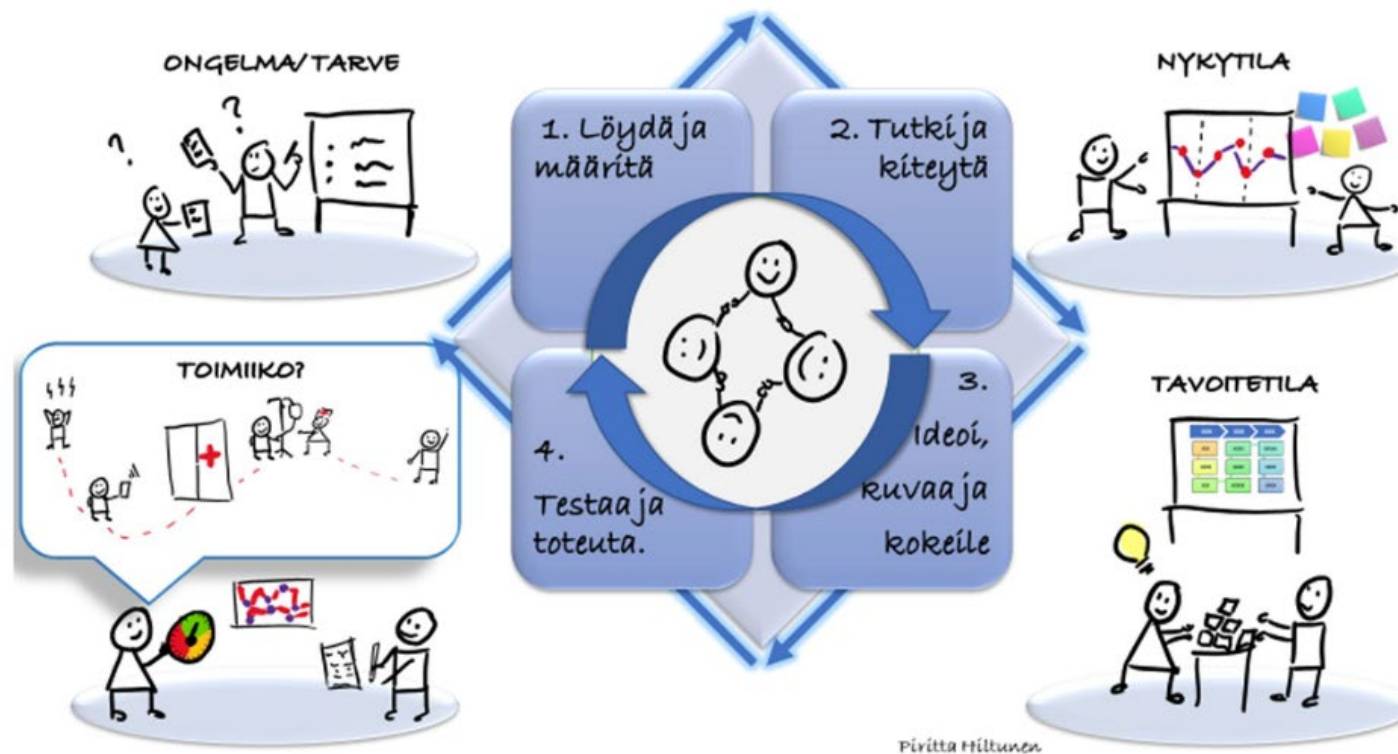 ONGELMA/TARVE
?
?
1. Löydä ja
määritä
2. Tutki ja
kiteytä
NYKYTILA
TOIMIIKO?
4.
Testaa ja
toteuta.
3.
Ideoi,
kuvaa ja
kokeile
TAVOITETILA
Piritta Hiltunen